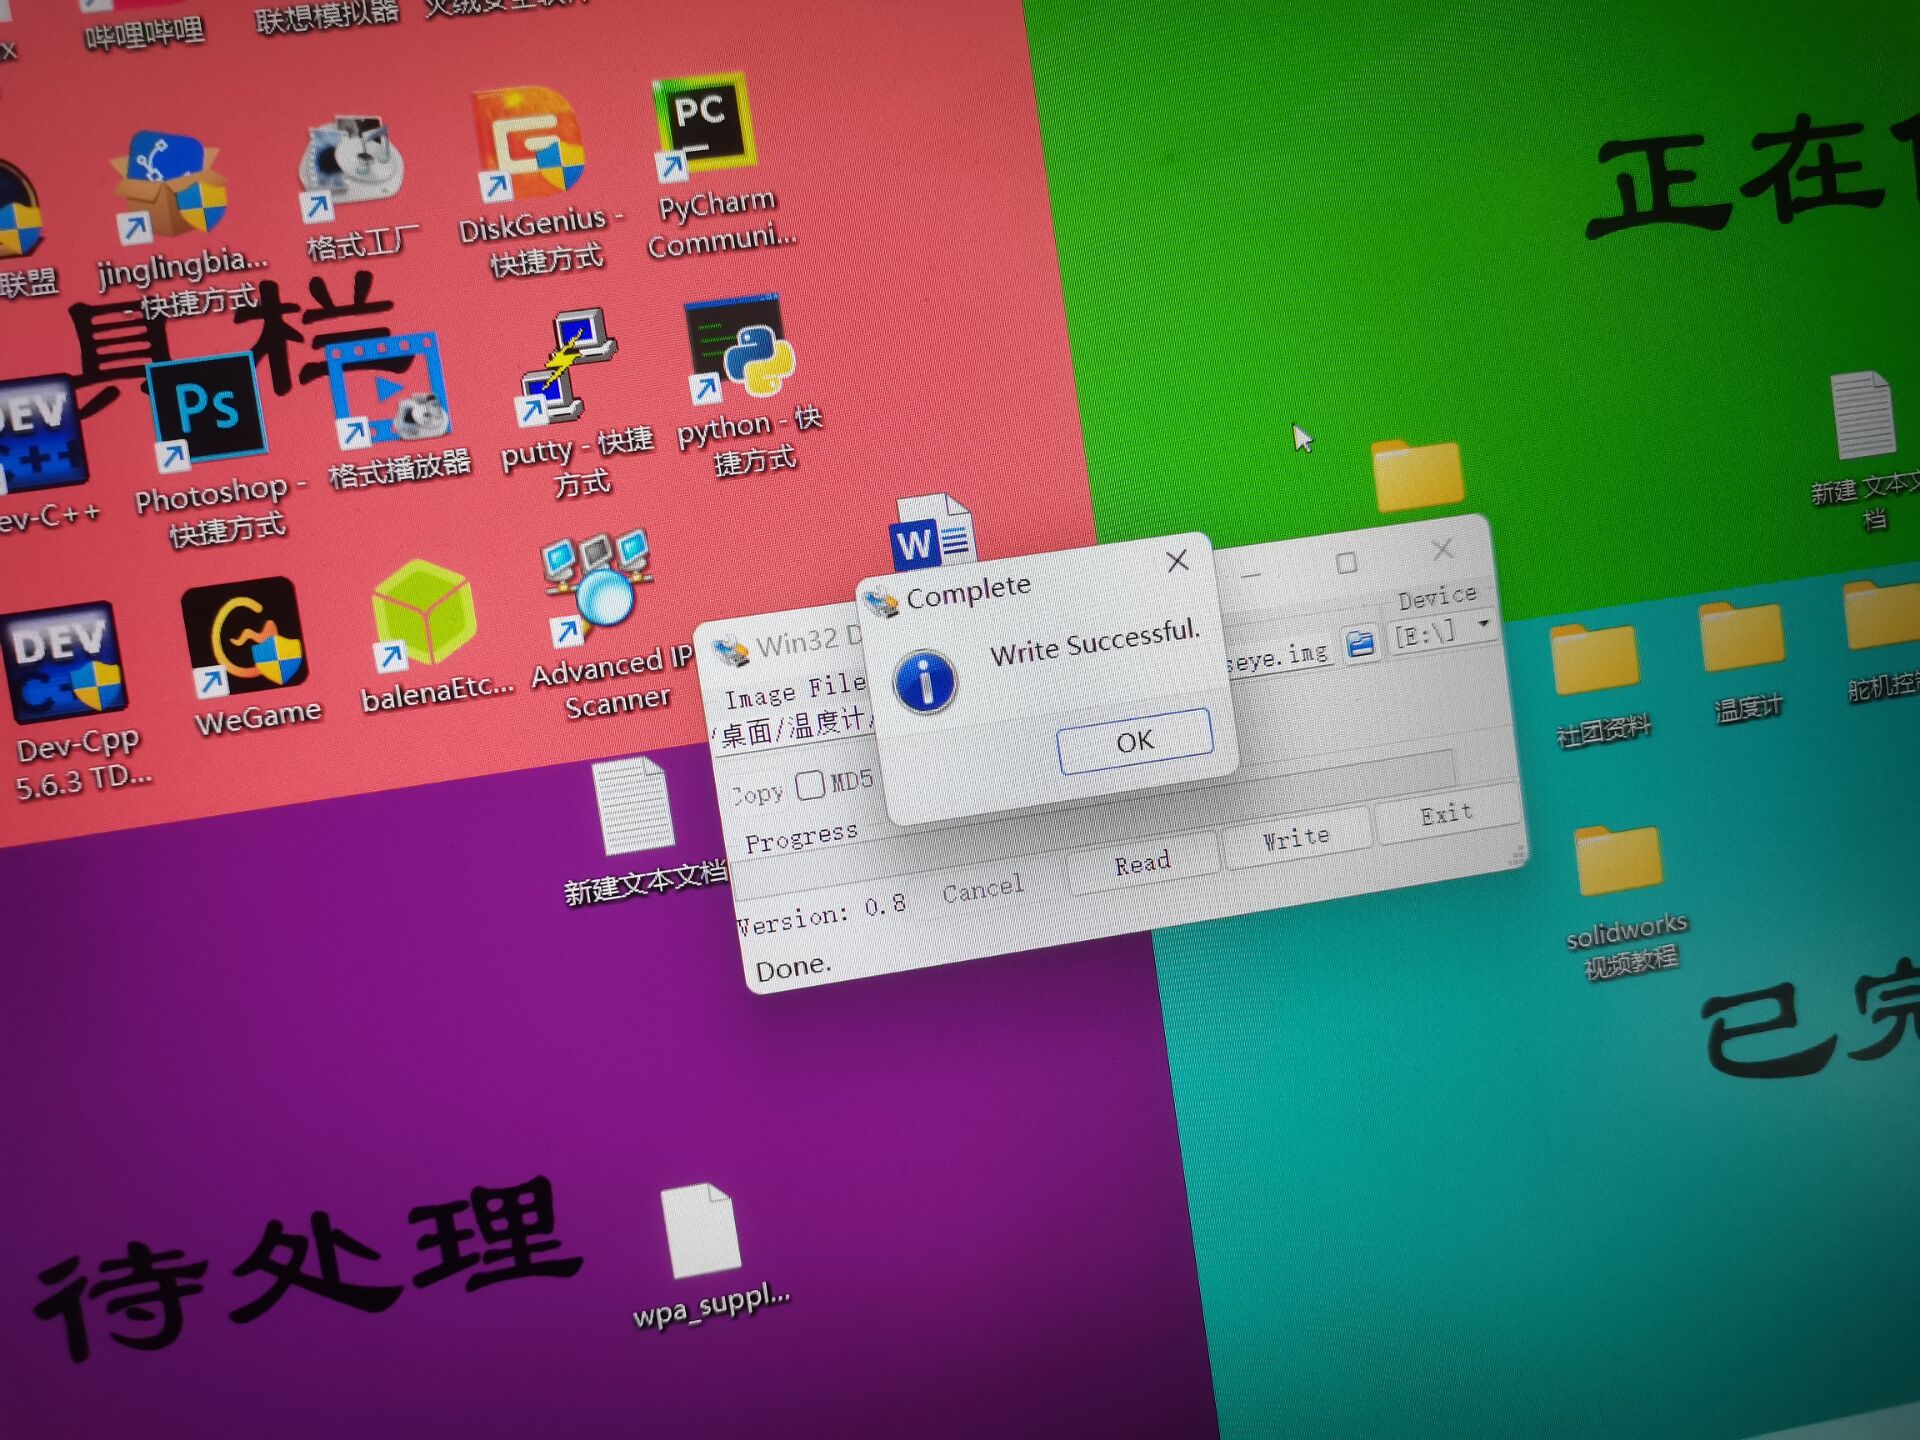 哔哩哔哩
联想模拟器
联盟
jinglingbia...
- 快捷方式
格式工厂
DiskGenius -
快捷方式
PC
PyCharm
Communi...
正在
具栏
DEV
C++
ev-C++
Ps
Photoshop -
快捷方式
格式播放器
putty - 快捷
方式
python - 快
捷方式
新建 文本文
档
DEV
Dev-Cpp
5.6.3 TD...
WeGame
balenaEtc...
Advanced IP
Scanner
W
Complete
Write Successful.
OK
Win32 D
Image File
/桌面/温度计/
seye.img
Device
[E:\]
Copy
MD5
Progress
Version: 0.8
Cancel
Read
Write
Exit
Done.
社团资料
温度计
舵机控
新建文本文档
solidworks
视频教程
已完
待处理
wpa_suppl...